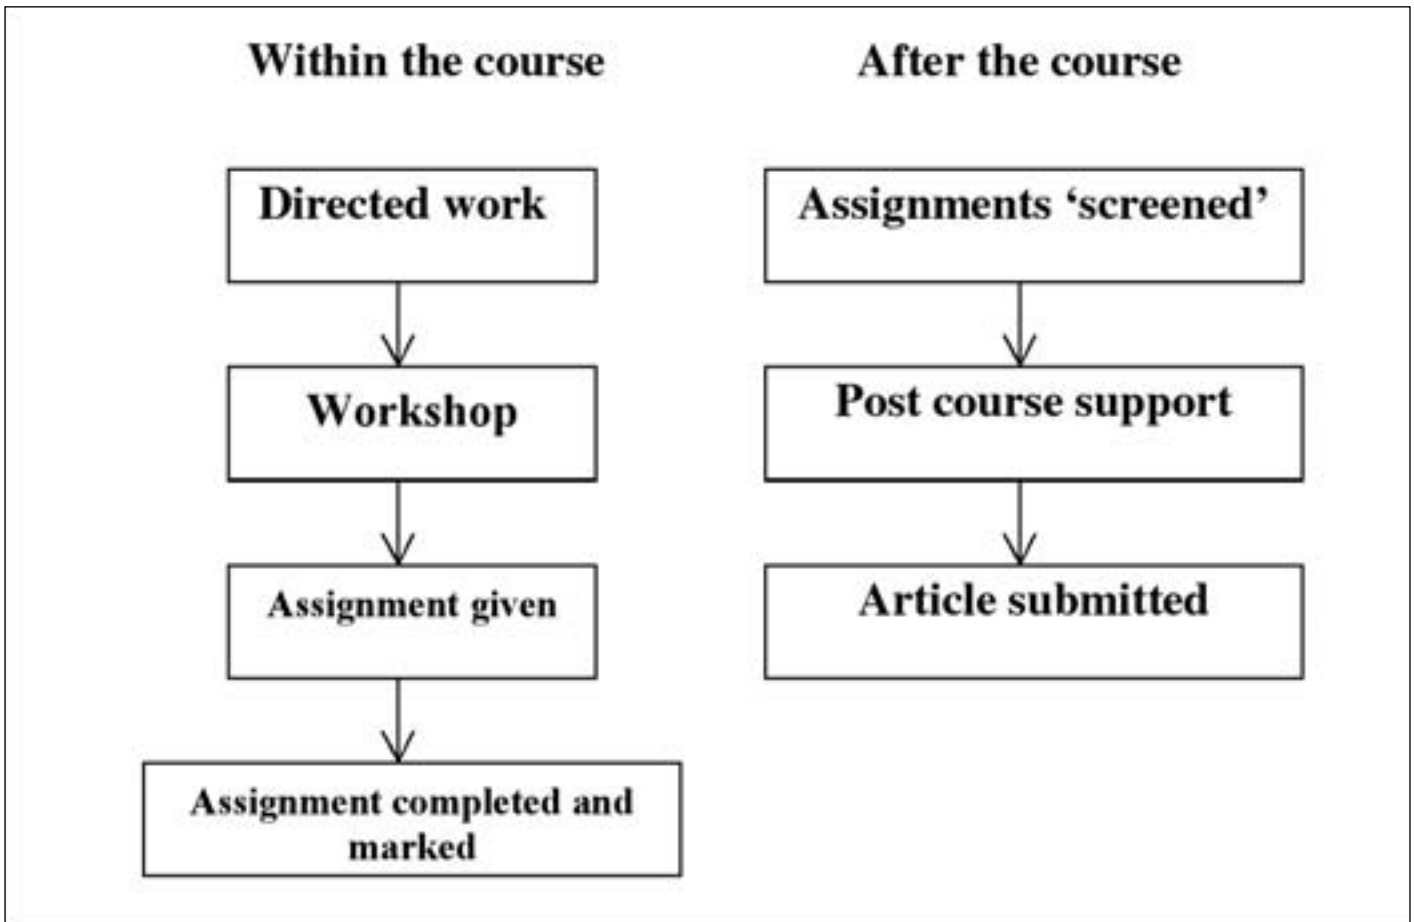 Within the course
Directed work
Workshop
Assignment given
Assignment completed and
marked
After the course
Assignments ‘screened’
Post course support
Article submitted